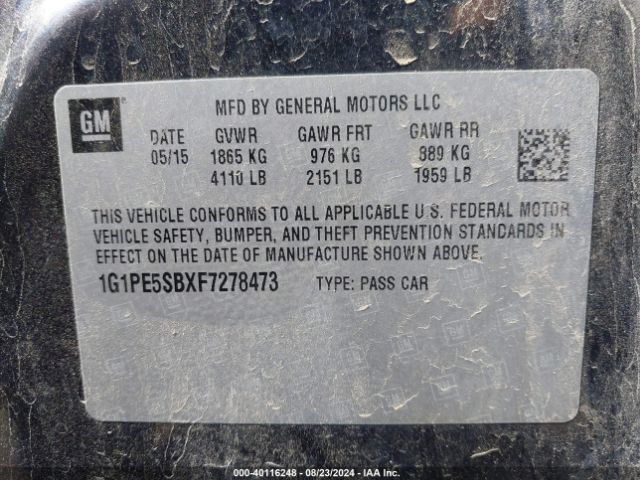 GM
MFD BY GENERAL MOTORS LLC
DATE GVWR GAWR FRT GAWR RR
05/15 1865 KG 976 KG 889 KG
4110 LB 2151 LB 1959 LB
THIS VEHICLE CONFORMS TO ALL APPLICABLE U.S. FEDERAL MOTOR
VEHICLE SAFETY, BUMPER, AND THEFT PREVENTION STANDARDS IN
EFFECT ON THE DATE OF MANUFACTURE SHOWN ABOVE.
1G1PE5SBXF7278473 TYPE: PASS CAR
000-40116248 - 08/23/2024 - IAA Inc.